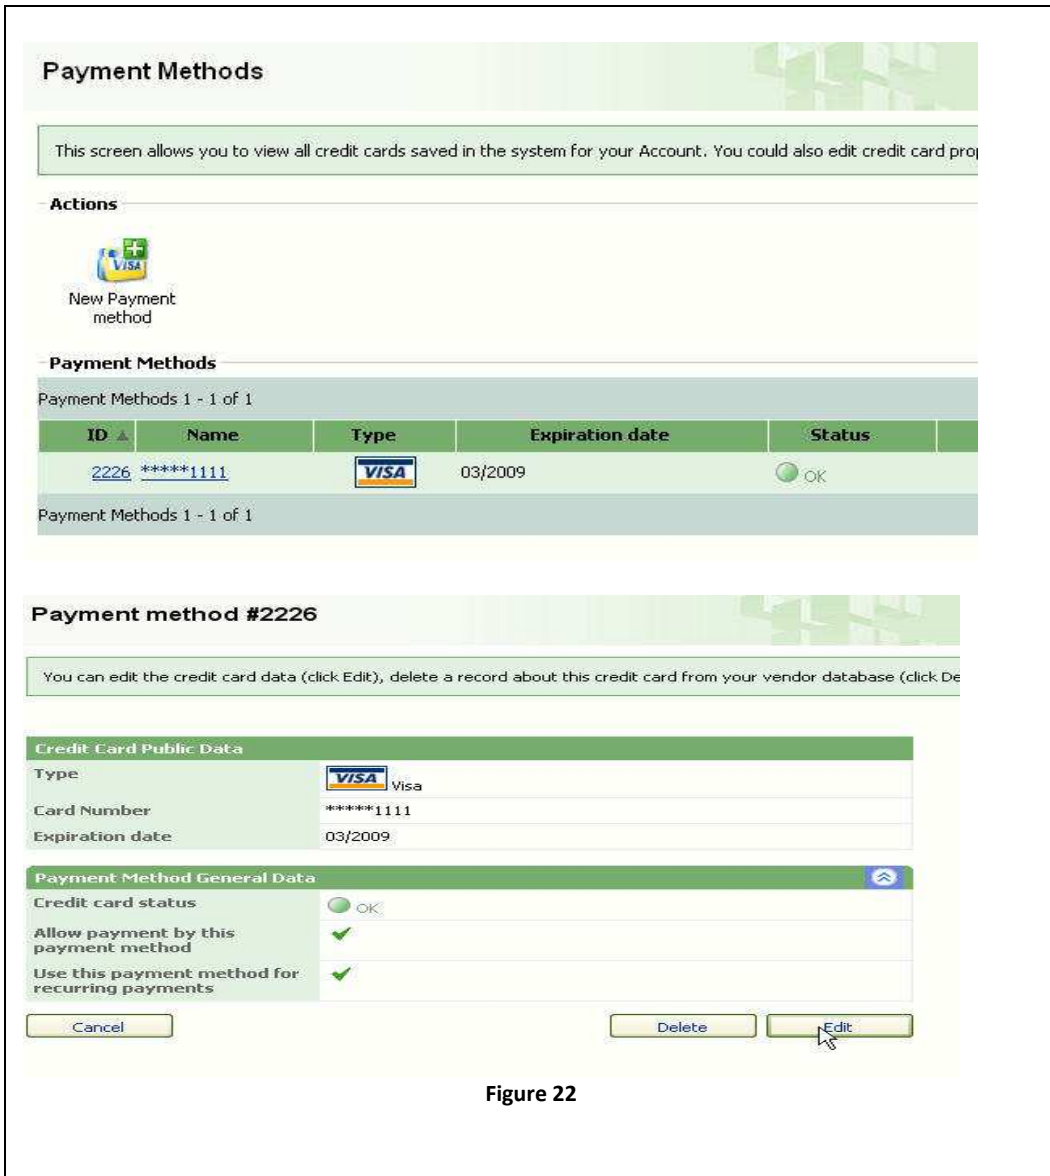 Payment Methods
This screen allows you to view all credit cards saved in the system for your Account. You could also edit credit card prop
Actions
VISA
New Payment
method
Payment Methods
Payment Methods 1 - 1 of 1
ID Name Type Expiration date Status
2226 *****1111 VISA 03/2009 OK
Payment Methods 1 - 1 of 1
Payment method #2226
You can edit the credit card data (click Edit), delete a record about this credit card from your vendor database (click De
Credit Card Public Data
Type VISA Visa
Card Number *****1111
Expiration date 03/2009
Payment Method General Data
Credit card status OK
Allow payment by this
payment method
Use this payment method for
recurring payments
Cancel Delete Edit
Figure 22